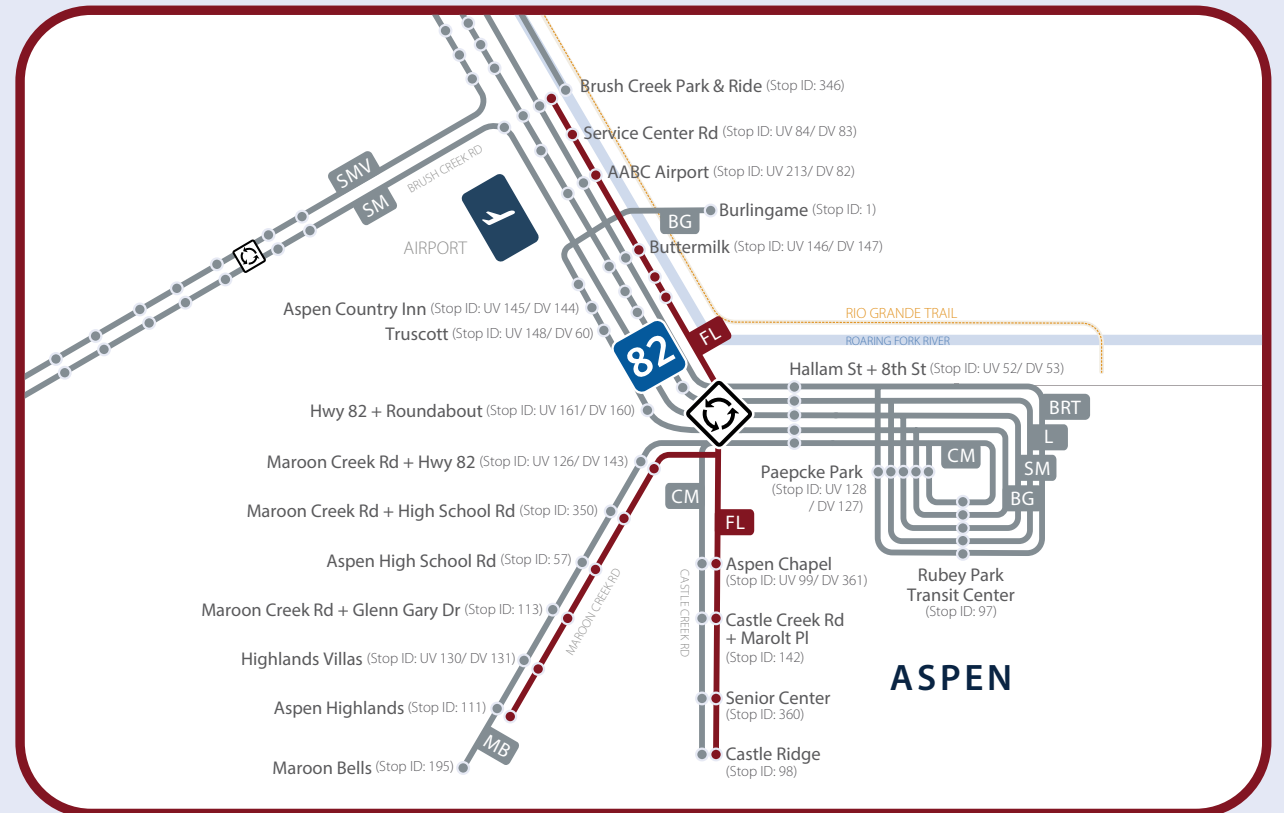 Brush Creek Park & Ride (Stop ID: 346)
Service Center Rd (Stop ID: UV 84/ DV 83)
SMV
BRUSH CREEK RD
AABC Airport (Stop ID: UV 213/ DV 82)
SM
Burlingame (Stop ID: 1)
BG
AIRPORT
Buttermilk (Stop ID: UV 146/ DV 147)
Aspen Country Inn (Stop ID: UV 145/ DV 144)
RIO GRANDE TRAIL
Truscott (Stop ID: UV 148/ DV 60)
FL
ROARING FORK RIVER
82
Hallam St + 8th St (Stop ID: UV 52/ DV 53)
Hwy 82 + Roundabout (Stop ID: UV 161/ DV 160)
BRT
L
Maroon Creek Rd + Hwy 82 (Stop ID: UV 126/ DV 143)
CM
SM
Paepcke Park
(Stop ID: UV 128
/ DV 127)
CM
BG
Maroon Creek Rd + High School Rd (Stop ID: 350)
FL
Aspen High School Rd (Stop ID: 57)
Aspen Chapel
(Stop ID: UV 99/ DV 361)
Rubey Park
Transit Center
(Stop ID: 97)
MAROON CREEK RD
CASTLE CREEK RD
Maroon Creek Rd + Glenn Gary Dr (Stop ID: 113)
Castle Creek Rd
+ Marolt Pl
(Stop ID: 142)
Highlands Villas (Stop ID: UV 130/ DV 131)
ASPEN
Aspen Highlands (Stop ID: 111)
Senior Center
(Stop ID: 360)
MB
Castle Ridge
(Stop ID: 98)
Maroon Bells (Stop ID: 195)